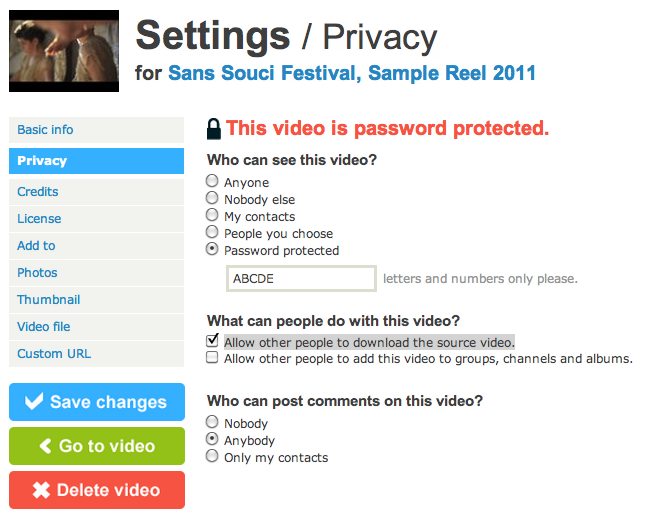 Settings / Privacy
for Sans Souci Festival, Sample Reel 2011
Basic info
Privacy
Credits
License
Add to
Photos
Thumbnail
Video file
Custom URL
Save changes
Go to video
Delete video
This video is password protected.
Who can see this video?
Anyone
Nobody else
My contacts
People you choose
Password protected
ABCDE letters and numbers only please.
What can people do with this video?
Allow other people to download the source video.
Allow other people to add this video to groups, channels and albums.
Who can post comments on this video?
Nobody
Anybody
Only my contacts